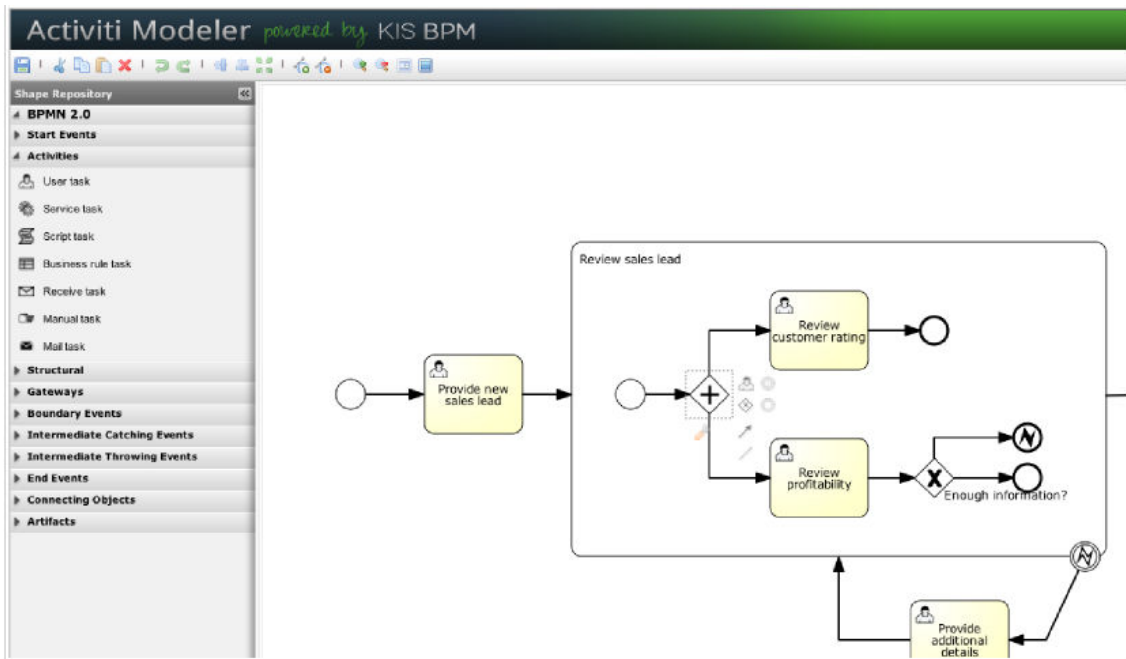 Activiti Modeler powered by KIS BPM
Shape Repository
BPMN 2.0
Start Events
Activities
User task
Service task
Script task
Business rule task
Receive task
Manual task
Mail task
Structural
Gateways
Boundary Events
Intermediate Catching Events
Intermediate Throwing Events
End Events
Connecting Objects
Artifacts
Review sales lead
Provide new
sales lead
Review
customer rating
Review
profitability
Enough information?
Provide
additional
details